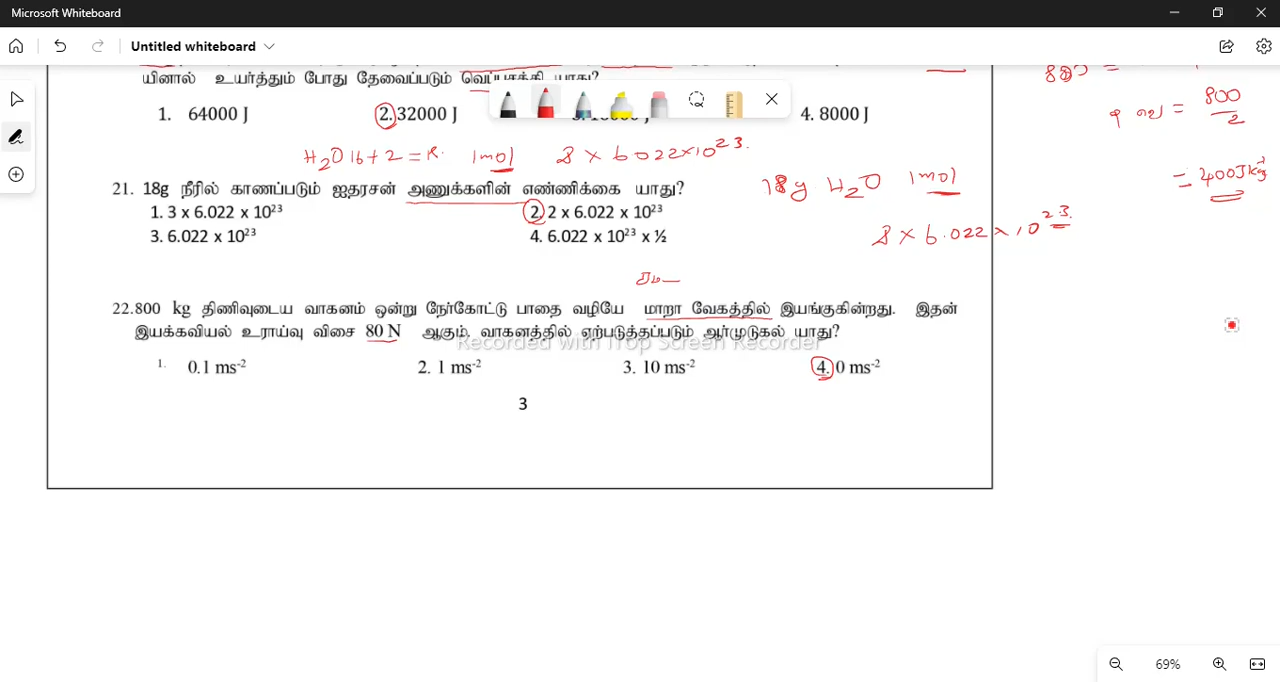 Microsoft Whiteboard
Untitled whiteboard
யினால் உயர்த்தும் போது தேவைப்படும் வெப்பசக்தி யாது?
1. 64000 J 2. 32000 J 4. 8000 J
800
= 800
2
= 400 J kg⁻¹
H₂O 16+2=18. 1mol 2 x 6.022 x 10²³.
18g H₂O 1mol
2 x 6.022 x 10²³.
21. 18g நீரில் காணப்படும் ஐதரசன் அணுக்களின் எண்ணிக்கை யாது?
1. 3 x 6.022 x 10²³ 2. 2 x 6.022 x 10²³
3. 6.022 x 10²³ 4. 6.022 x 10²³ x ½
22.800 kg திணிவுடைய வாகனம் ஒன்று நேர்கோட்டு பாதை வழியே மாறா வேகத்தில் இயங்குகின்றது. இதன்
இயக்கவியல் உராய்வு விசை 80 N ஆகும். வாகனத்தில் ஏற்படுத்தப்படும் ஆர்முடுகல் யாது?
Recorded with iTop Screen Recorder
1. 0.1 ms⁻² 2. 1 ms⁻² 3. 10 ms⁻² 4. 0 ms⁻²
3
69%